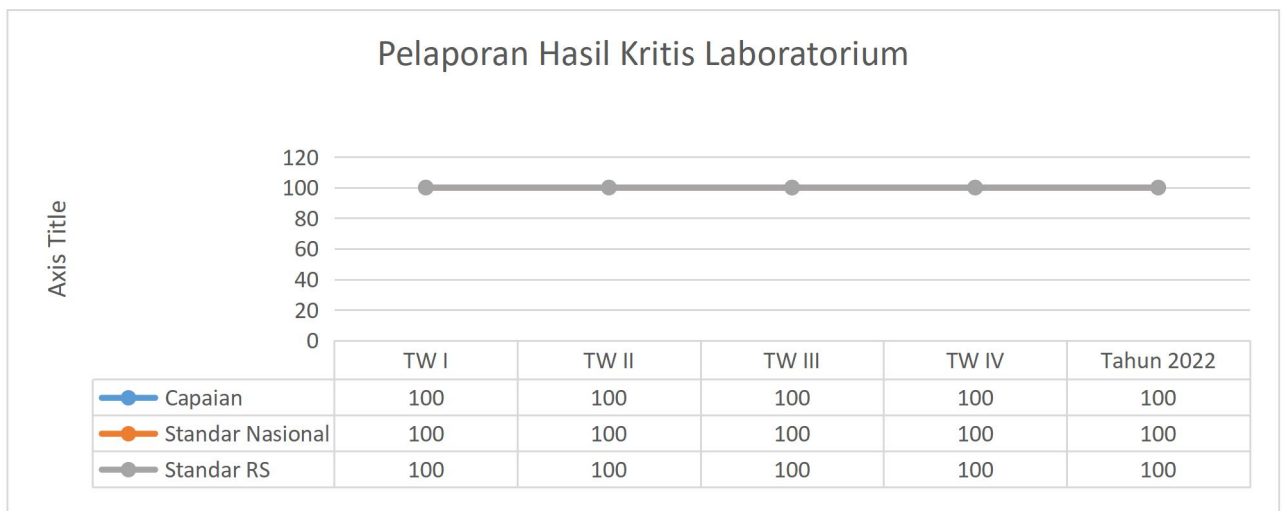 Pelaporan Hasil Kritis Laboratorium
Axis Title
120
100
80
60
40
20
0
TW I TW II TW III TW IV Tahun 2022
Capaian 100 100 100 100 100
Standar Nasional 100 100 100 100 100
Standar RS 100 100 100 100 100